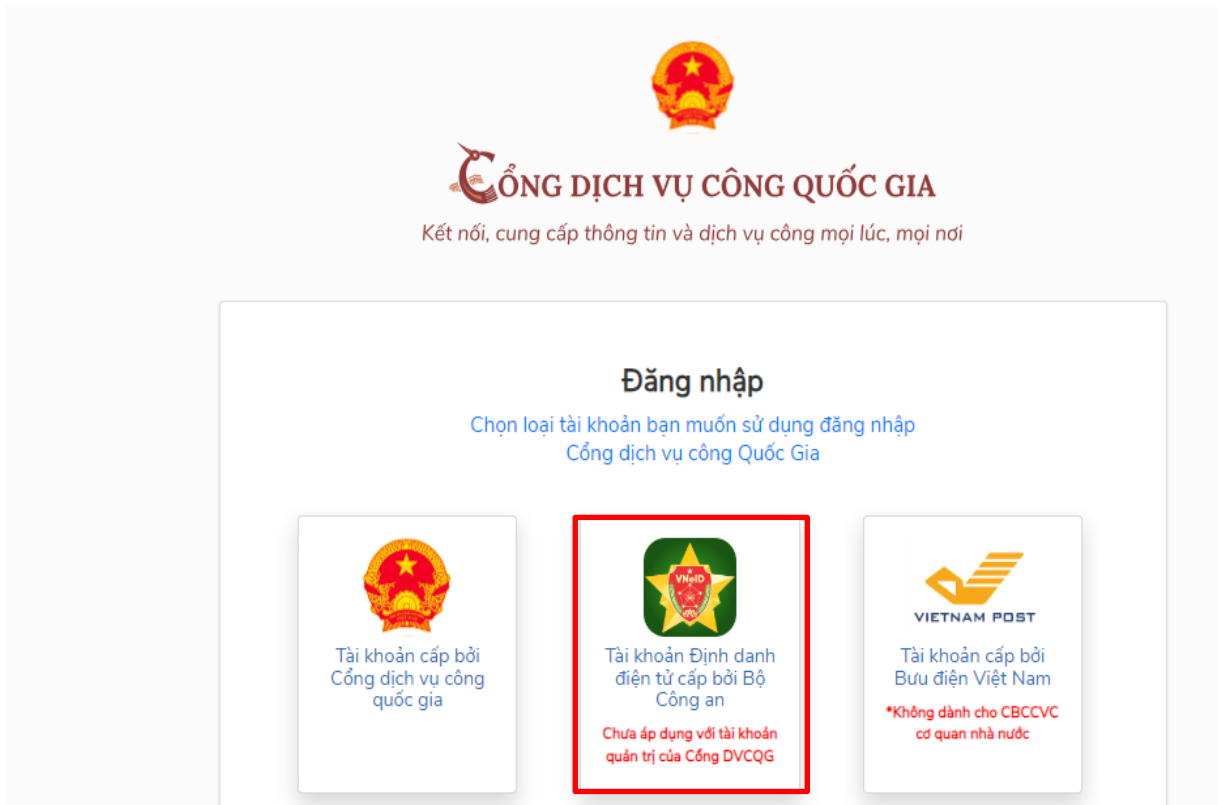 CỔNG DỊCH VỤ CÔNG QUỐC GIA
Kết nối, cung cấp thông tin và dịch vụ công mọi lúc, mọi nơi
Đăng nhập
Chọn loại tài khoản bạn muốn sử dụng đăng nhập
Cổng dịch vụ công Quốc Gia
Tài khoản cấp bởi
Cổng dịch vụ công
quốc gia
VNeID
Tài khoản Định danh
điện tử cấp bởi Bộ
Công an
Chưa áp dụng với tài khoản
quản trị của Cổng DVCQG
VIETNAM POST
Tài khoản cấp bởi
Bưu điện Việt Nam
*Không dành cho CBCCVC
cơ quan nhà nước